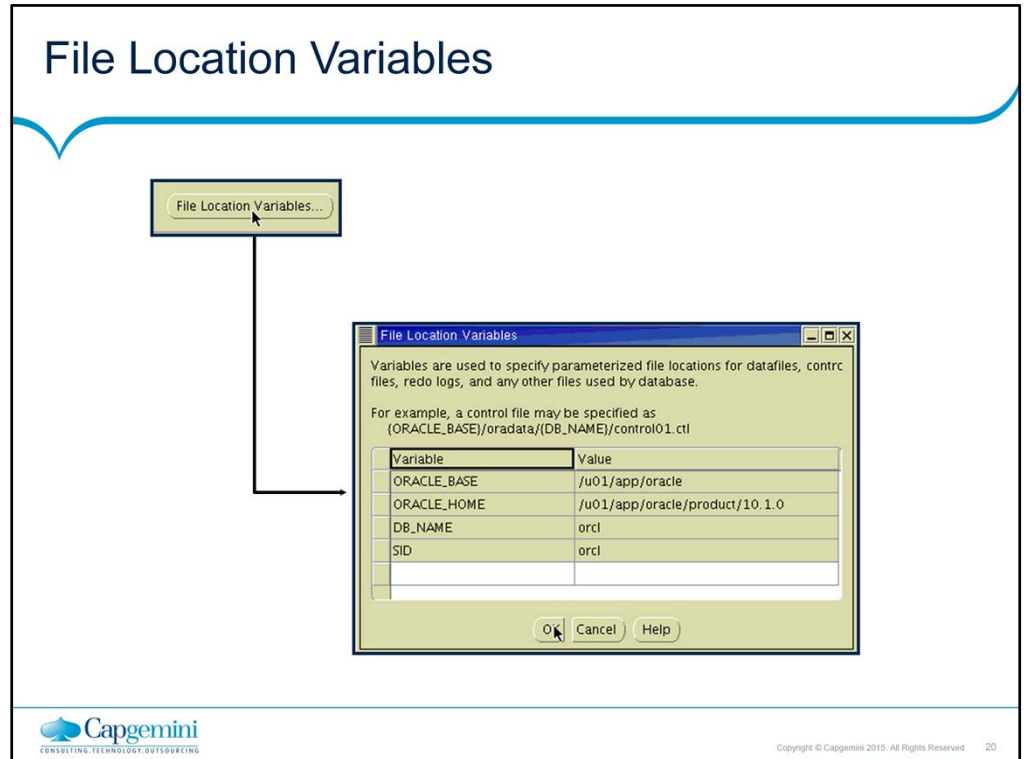 File Location Variables
File Location Variables...
File Location Variables
Variables are used to specify parameterized file locations for datafiles, contrc
files, redo logs, and any other files used by database.
For example, a control file may be specified as
{ORACLE_BASE}/oradata/{DB_NAME}/control01.ctl
Variable Value
ORACLE_BASE /u01/app/oracle
ORACLE_HOME /u01/app/oracle/product/10.1.0
DB_NAME orcl
SID orcl
OK Cancel Help
Capgemini
CONSULTING.TECHNOLOGY.OUTSOURCING
Copyright © Capgemini 2015. All Rights Reserved 20